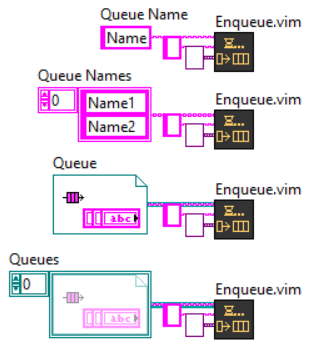 Queue Name
Enqueue.vim
Name
Queue Names
Enqueue.vim
0
Name1
Name2
Queue
Enqueue.vim
abc
Queues
Enqueue.vim
0
abc